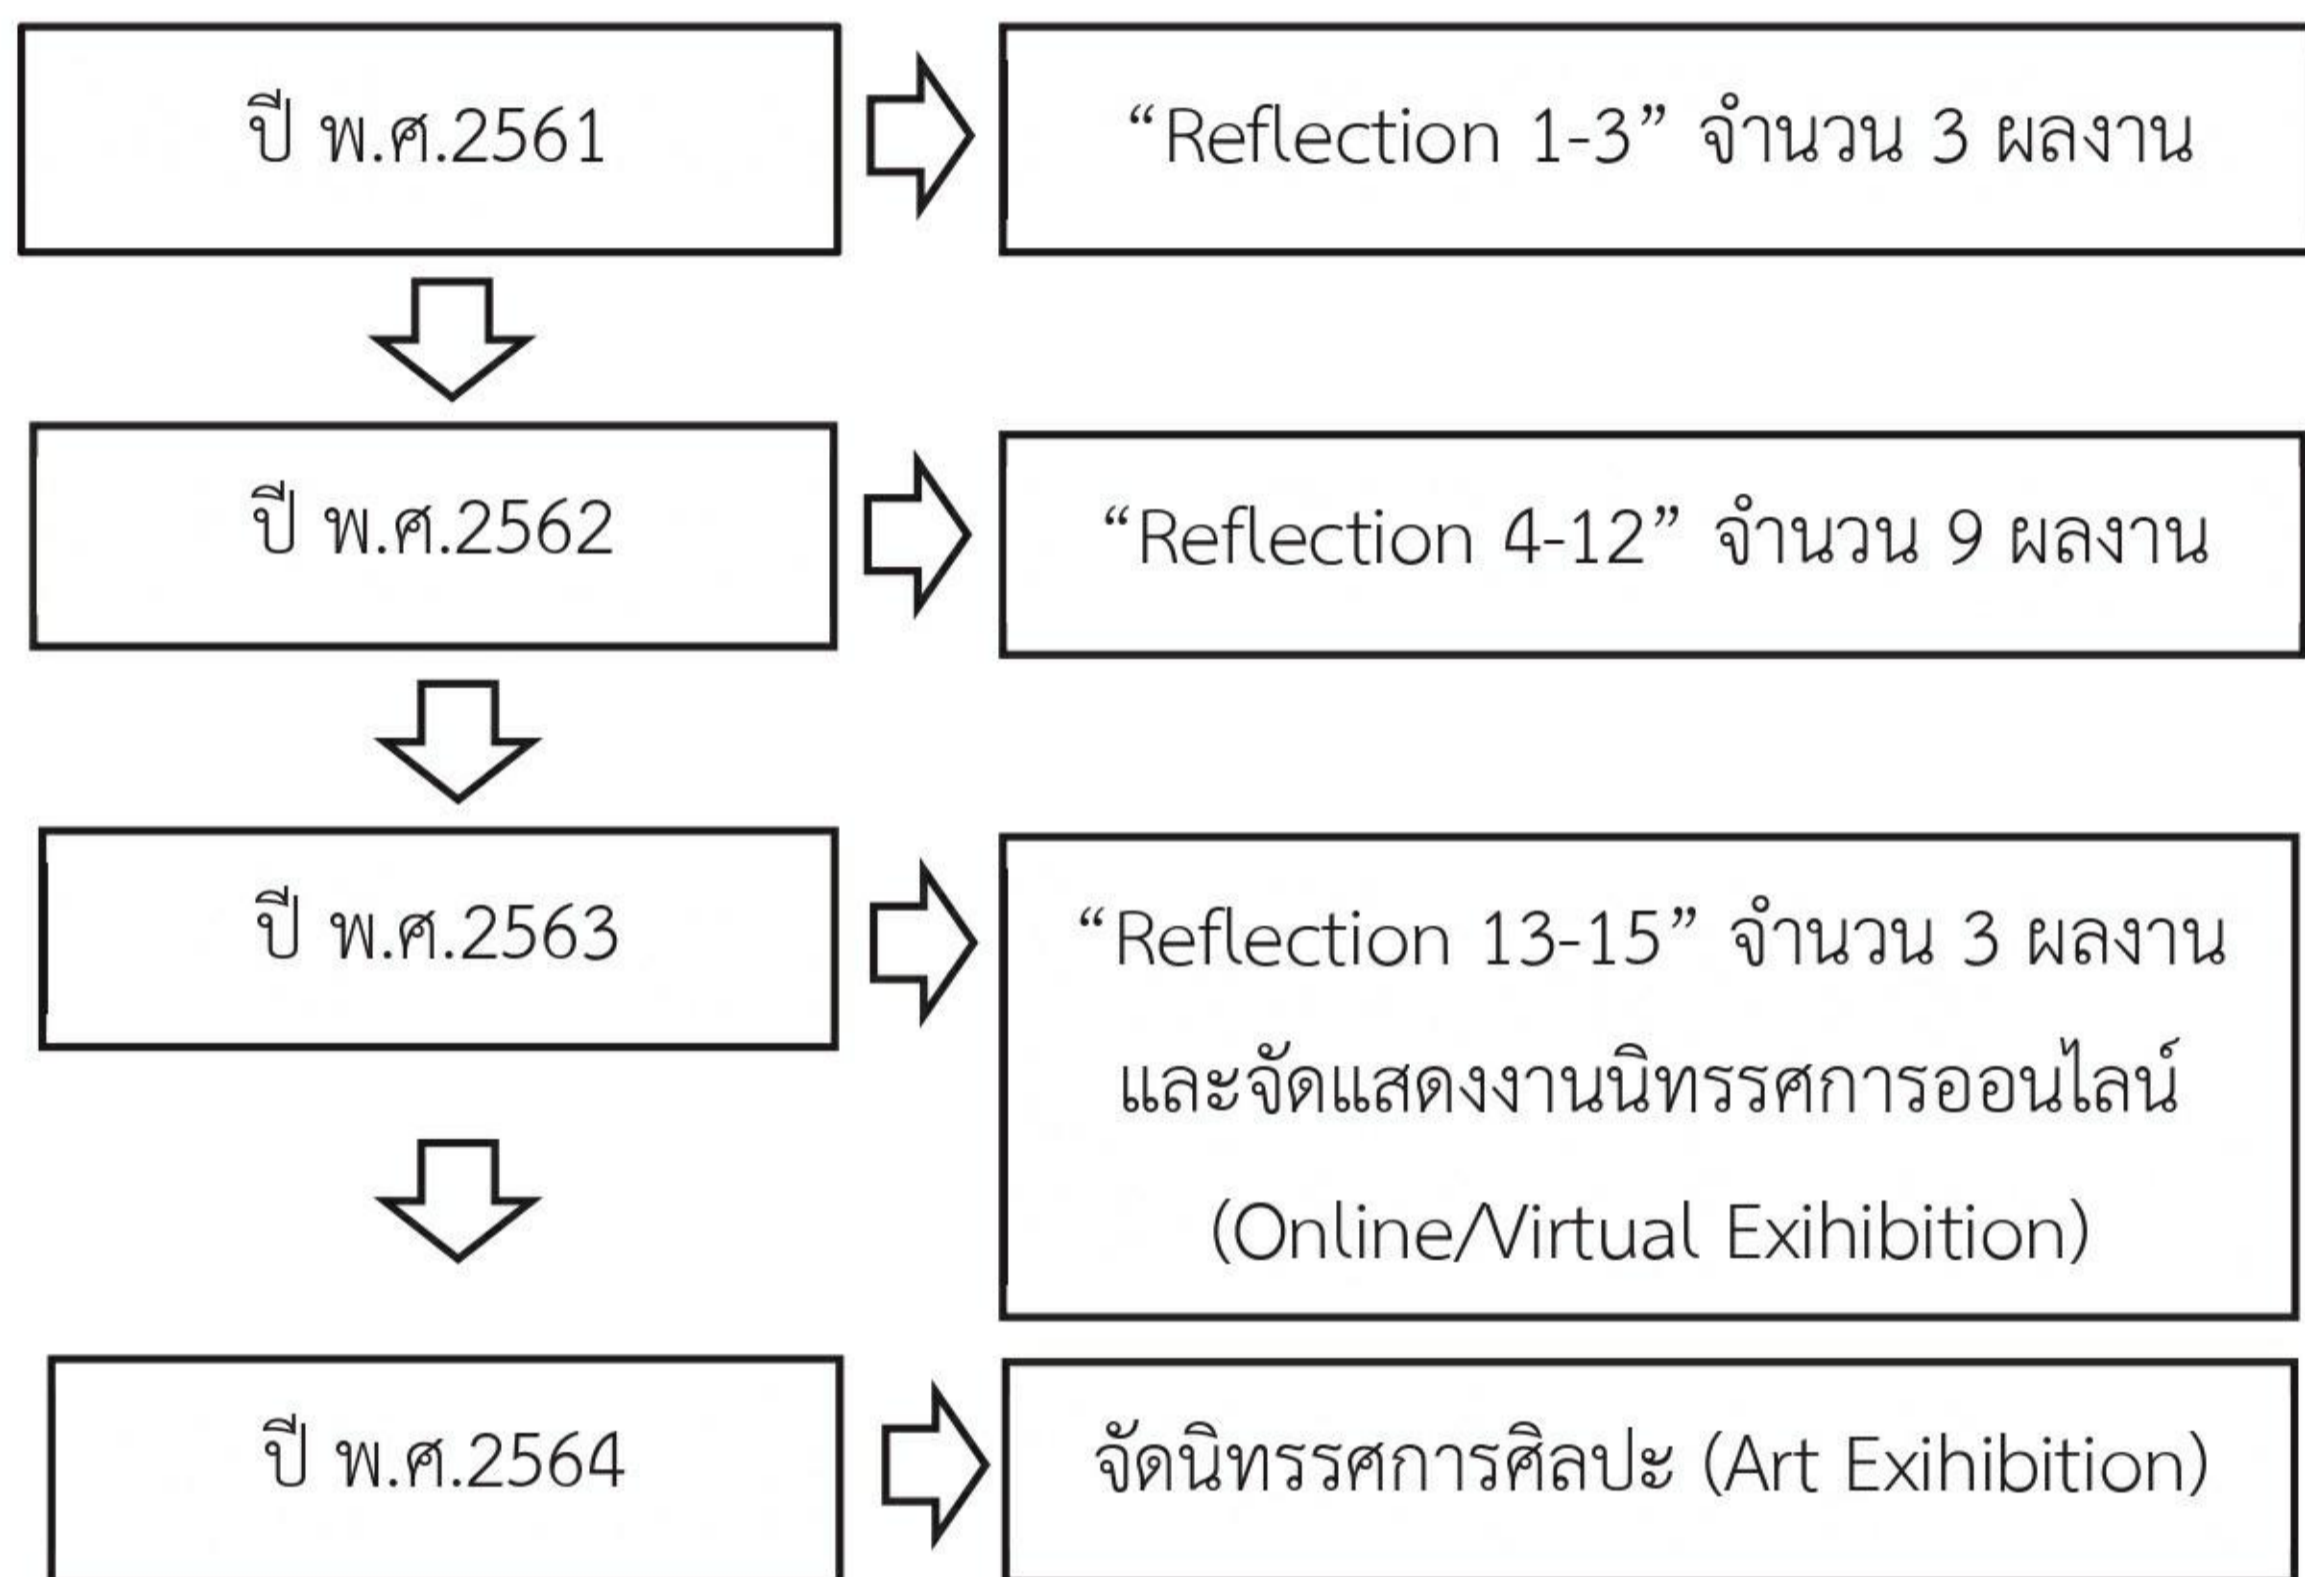 ปี พ.ศ.2561
“Reflection 1-3” จำนวน 3 ผลงาน
ปี พ.ศ.2562
“Reflection 4-12” จำนวน 9 ผลงาน
ปี พ.ศ.2563
“Reflection 13-15” จำนวน 3 ผลงาน
และจัดแสดงงานนิทรรศการออนไลน์
(Online/Virtual Exihibition)
ปี พ.ศ.2564
จัดนิทรรศการศิลปะ (Art Exihibition)